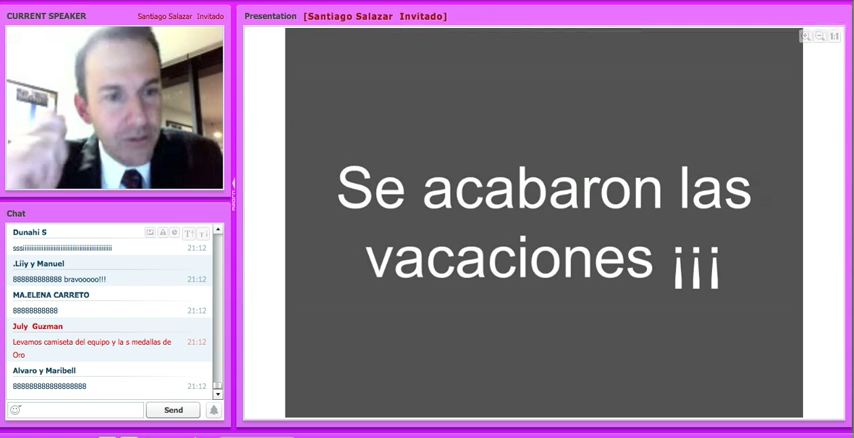 CURRENT SPEAKER
Santiago Salazar Invitado
Presentation [Santiago Salazar Invitado]
Se acabaron las
vacaciones ¡¡¡
Chat
Dunahi S
21:12
.Liiy y Manuel
888888888888 bravooooo!!! 21:12
MA.ELENA CARRETO
88888888888 21:12
July Guzman
Levamos camiseta del equipo y la s medallas de 21:12
Oro
Alvaro y Maribell
21:12
Send